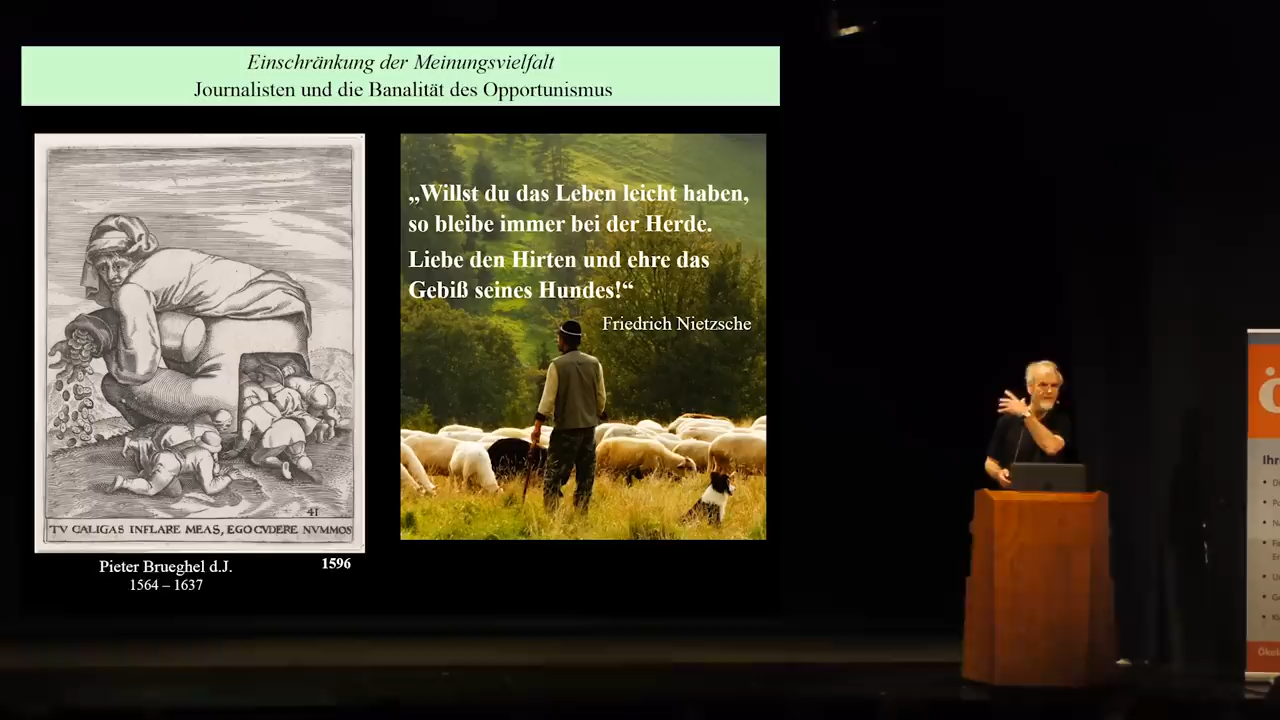 Einschränkung der Meinungsvielfalt
Journalisten und die Banalität des Opportunismus
„Willst du das Leben leicht haben,
so bleibe immer bei der Herde.
Liebe den Hirten und ehre das
Gebiß seines Hundes!“
Friedrich Nietzsche
41
TV CALIGAS INFLARE MEAS, EGO CVDERE NVMMOS
Pieter Brueghel d.J.
1564 – 1637
1596
Ö
Ihr